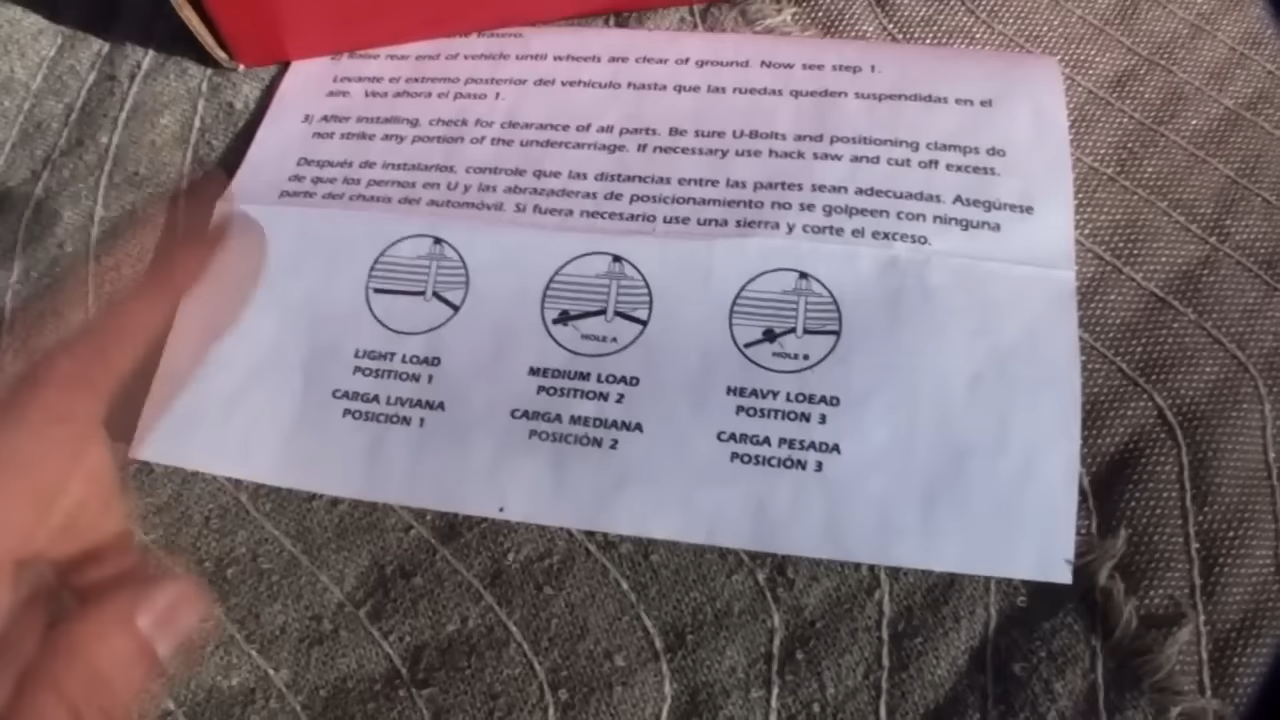 trasero.
2) Raise rear end of vehicle until wheels are clear of ground. Now see step 1.
Levante el extremo posterior del vehículo hasta que las ruedas queden suspendidas en el
aire. Vea ahora el paso 1.
3) After installing, check for clearance of all parts. Be sure U-Bolts and positioning clamps do
not strike any portion of the undercarriage. If necessary use hack saw and cut off excess.
Después de instalarlos, controle que las distancias entre las partes sean adecuadas. Asegúrese
de que los pernos en U y las abrazaderas de posicionamiento no se golpeen con ninguna
parte del chasis del automóvil. Si fuera necesario use una sierra y corte el exceso.
HOLE A
HOLE B
LIGHT LOAD
POSITION 1
CARGA LIVIANA
POSICIÓN 1
MEDIUM LOAD
POSITION 2
CARGA MEDIANA
POSICIÓN 2
HEAVY LOEAD
POSITION 3
CARGA PESADA
POSICIÓN 3